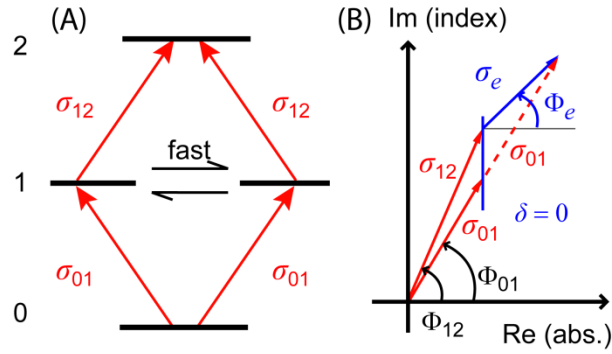 (A)
2
σ12
σ12
fast
1
σ01
σ01
0
(B)
Im (index)
σe
Φe
σ12
σ01
σ01
δ = 0
Φ01
Φ12
Re (abs.)